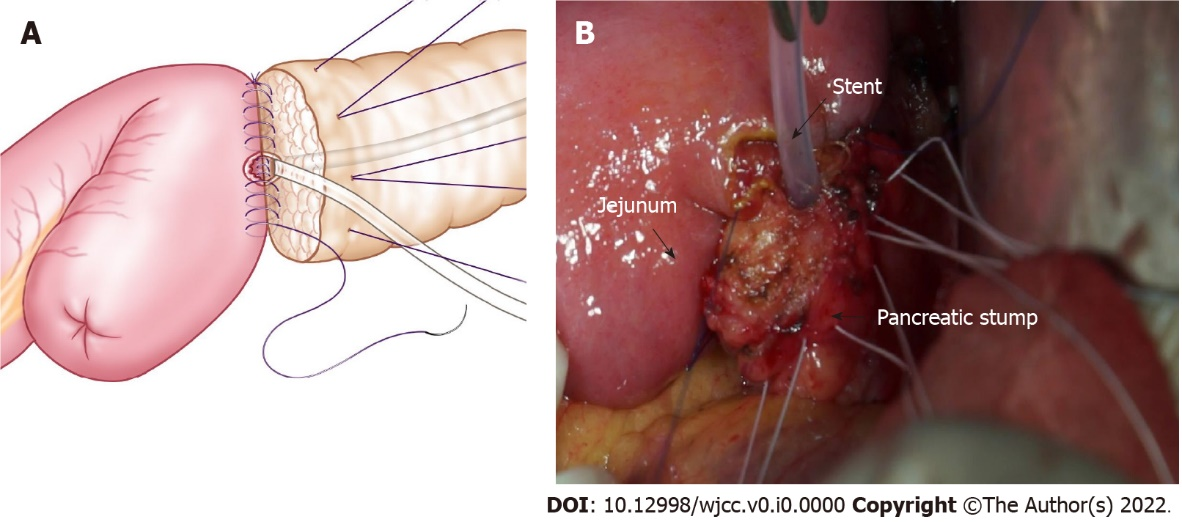 A
B
Stent
Jejunum
Pancreatic stump
DOI: 10.12998/wjcc.v0.i0.0000 Copyright ©The Author(s) 2022.